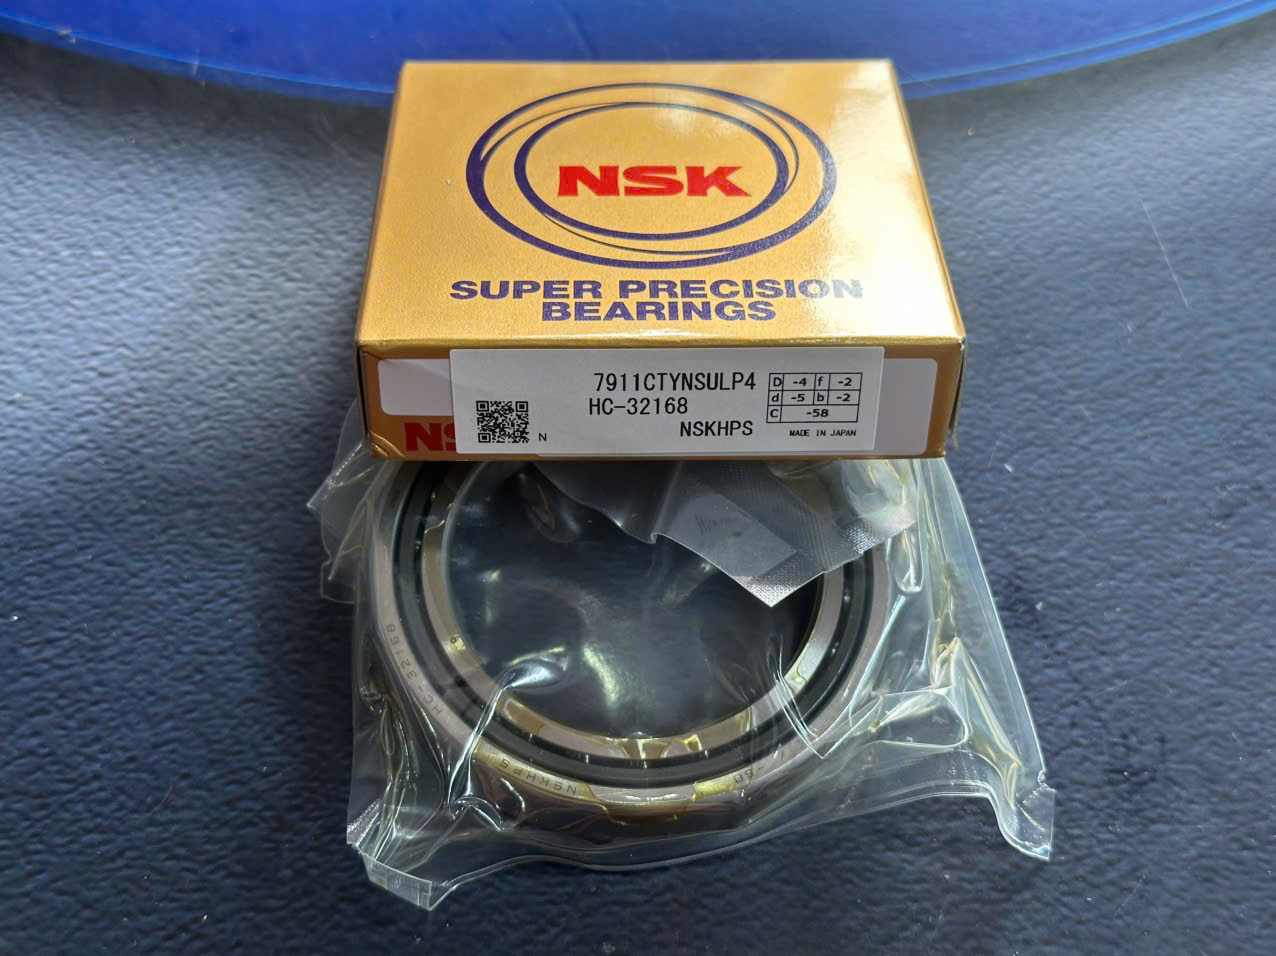 NSK
SUPER PRECISION
BEARINGS
7911CTYNSULP4
HC-32168
NSKHPS
D -4 f -2
d -5 b -2
C -58
MADE IN JAPAN
N
NS
HC-32168
NSKHPS